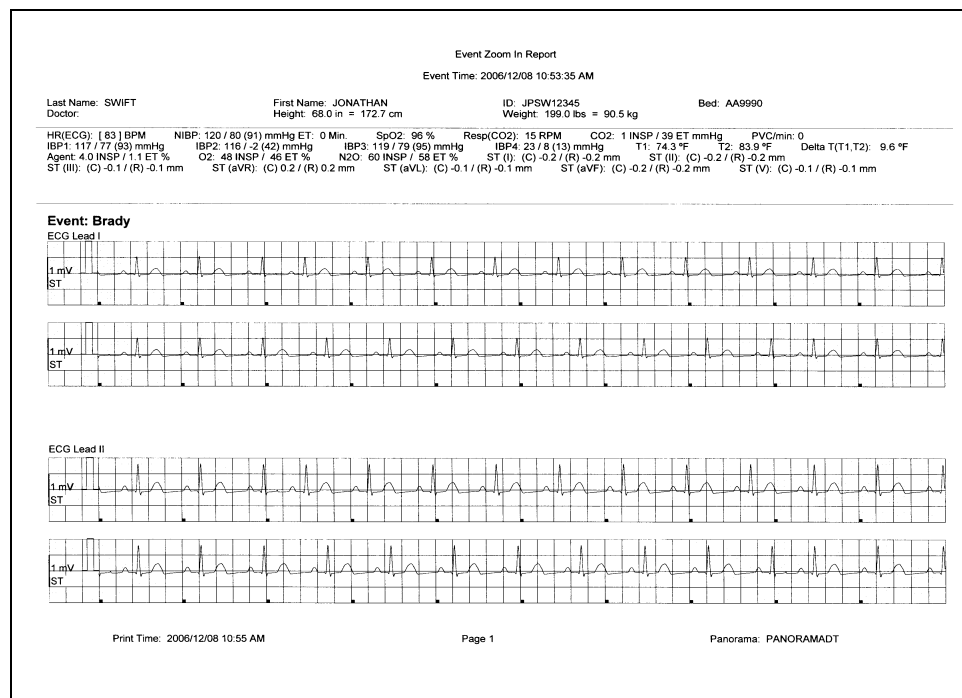 Event Zoom In Report
Event Time: 2006/12/08 10:53:35 AM
Last Name: SWIFT First Name: JONATHAN ID: JPSW12345 Bed: AA9990
Doctor: Height: 68.0 in = 172.7 cm Weight: 199.0 lbs = 90.5 kg
HR(ECG): [ 83 ] BPM NIBP: 120 / 80 (91) mmHg ET: 0 Min. SpO2: 96 % Resp(CO2): 15 RPM CO2: 1 INSP / 39 ET mmHg PVC/min: 0
IBP1: 117 / 77 (93) mmHg IBP2: 116 / -2 (42) mmHg IBP3: 119 / 79 (95) mmHg IBP4: 23 / 8 (13) mmHg T1: 74.3 ºF T2: 83.9 ºF Delta T(T1,T2): 9.6 ºF
Agent: 4.0 INSP / 1.1 ET % O2: 48 INSP / 46 ET % N2O: 60 INSP / 58 ET % ST (I): (C) -0.2 / (R) -0.2 mm ST (II): (C) -0.2 / (R) -0.2 mm
ST (III): (C) -0.1 / (R) -0.1 mm ST (aVR): (C) 0.2 / (R) 0.2 mm ST (aVL): (C) -0.1 / (R) -0.1 mm ST (aVF): (C) -0.2 / (R) -0.2 mm ST (V): (C) -0.1 / (R) -0.1 mm
Event: Brady
ECG Lead I
1 mV
ST
1 mV
ST
ECG Lead II
1 mV
ST
1 mV
ST
Print Time: 2006/12/08 10:55 AM Page 1 Panorama: PANORAMADT